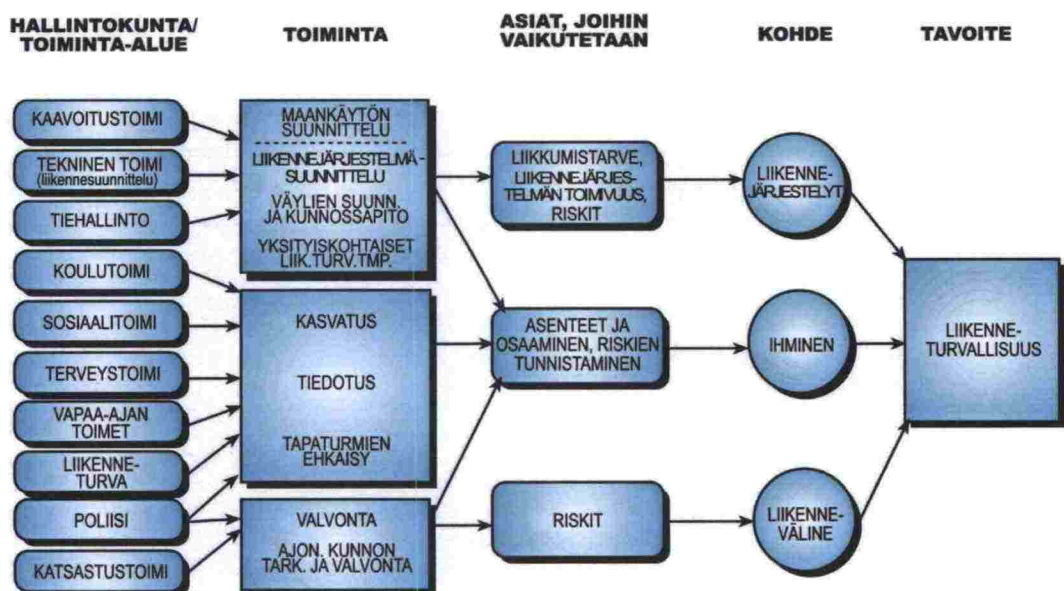 HALLINTOKUNTA/
TOIMINTA-ALUE
TOIMINTA
ASIAT, JOIHIN
VAIKUTETAAN
KOHDE
TAVOITE
KAAVOITUSTOIMI
TEKNINEN TOIMI
(liikennesuunnittelu)
TIEHALLINTO
KOULUTOIMI
SOSIAALITOIMI
TERVEYSTOIMI
VAPAA-AJAN
TOIMET
LIIKENNE-
TURVA
POLIISI
KATSASTUSTOIMI
MAANKÄYTÖN
SUUNNITTELU
LIIKENNEJÄRJESTELMÄ-
SUUNNITTELU
VÄYLIEN SUUNN.
JA KUNNOSSAPITO
YKSITYISKOHTAISET
LIIK.TURV.TMP.
KASVATUS
TIEDOTUS
TAPATURMIEN
EHKAISY
VALVONTA
AJON. KUNNON
TARK. JA VALVONTA
LIIKKUMISTARVE,
LIIKENNEJÄRJES-
TELMÄN TOIMIVUUS,
RISKIT
ASENTEET JA
OSAAMINEN, RISKIEN
TUNNISTAMINEN
RISKIT
LIIKENNE-
JÄRJESTELYT
IHMINEN
LIIKENNE-
VÄLINE
LIIKENNE-
TURVALLISUUS